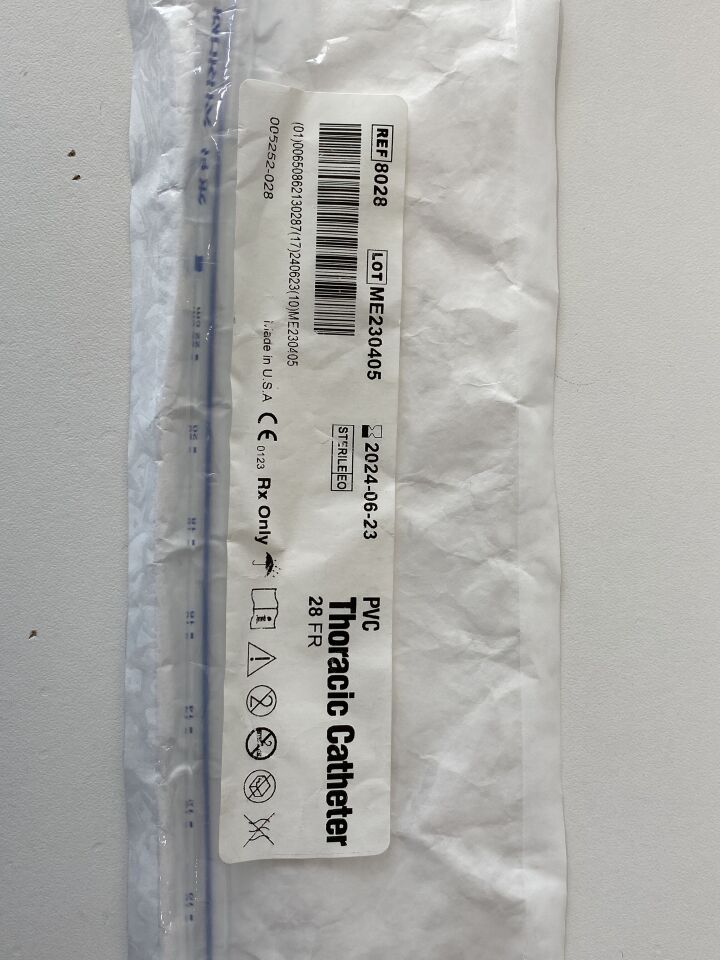 REF 8028 LOT ME230405 2024-06-23 PVC
Thoracic Catheter
28 FR
STERILE EO
(01)00650862130287(17)240623(10)ME230405
005252-028
Made in U.S.A
CE 0123 Rx Only